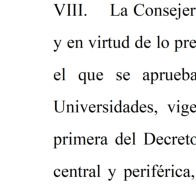 VIII. La Consejer
y en virtud de lo pre
el que se aprueba
Universidades, vige
primera del Decreto
central y periférica,